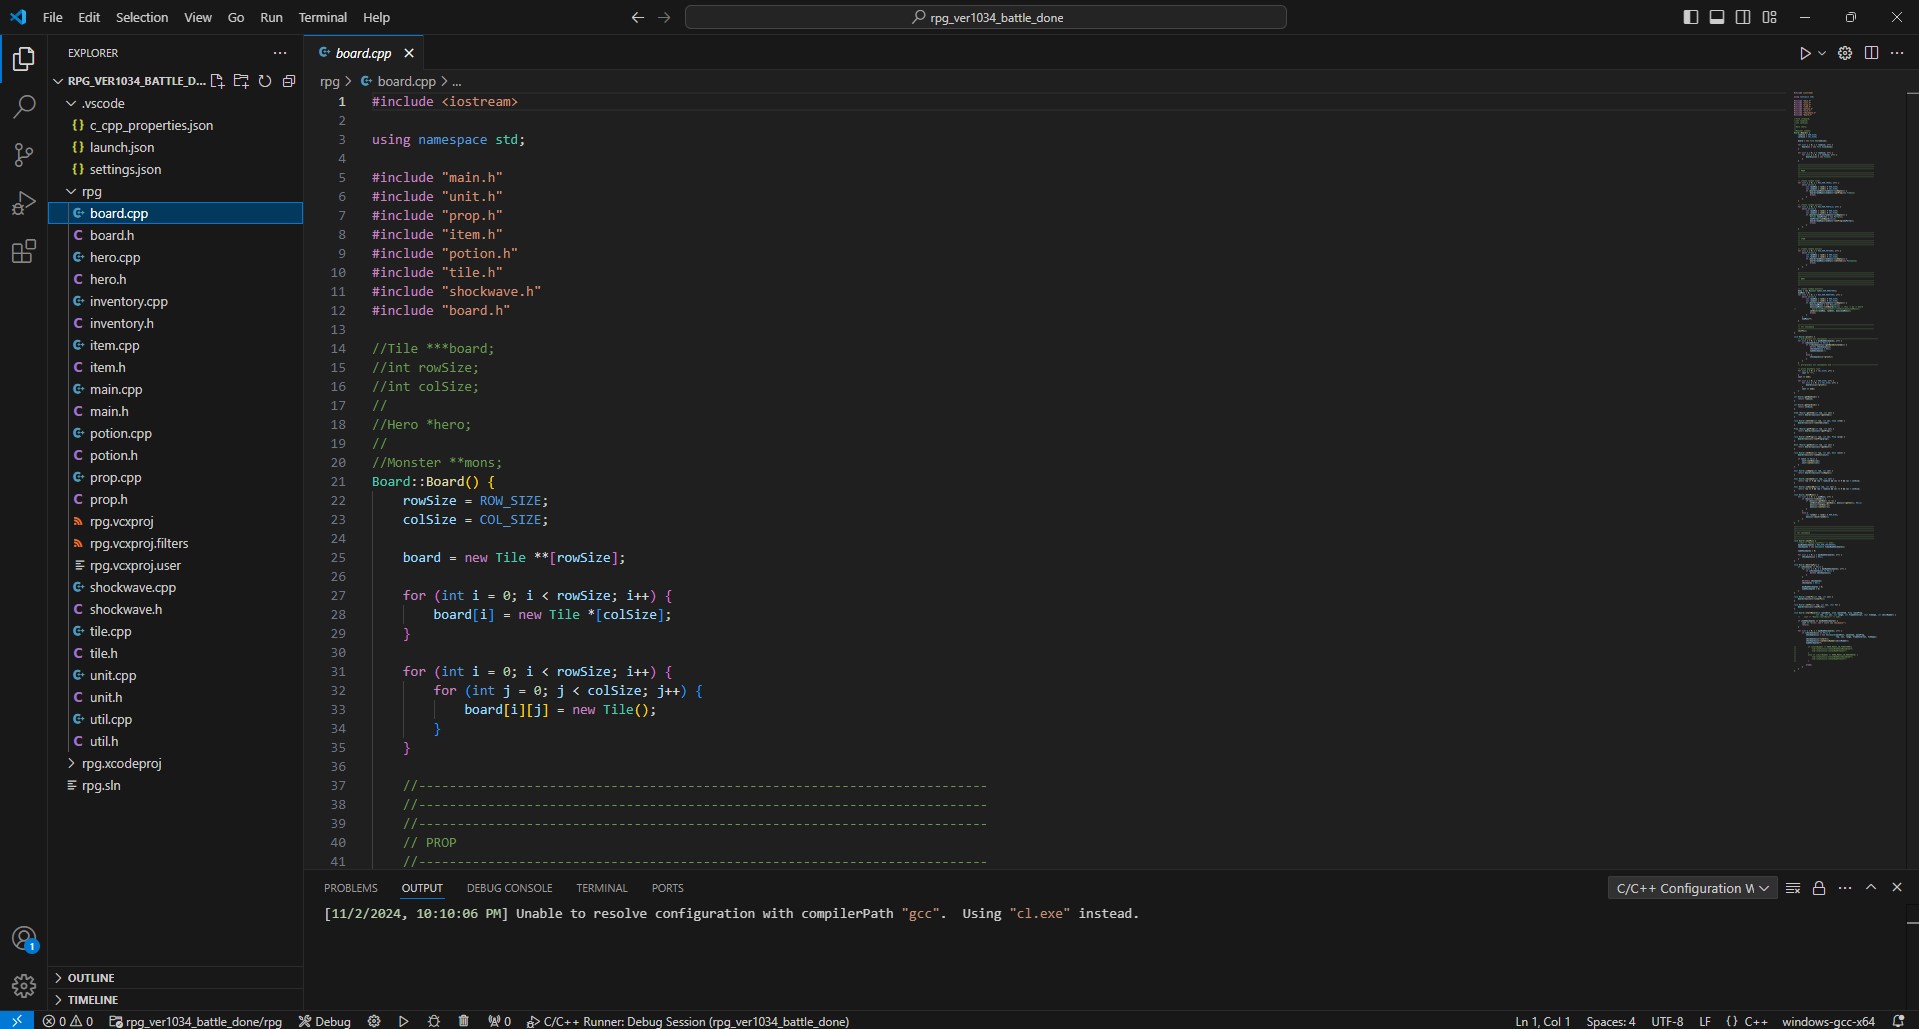 File Edit Selection View Go Run Terminal Help
rpg_ver1034_battle_done
EXPLORER
RPG_VER1034_BATTLE_D...
.vscode
c_cpp_properties.json
launch.json
settings.json
rpg
board.cpp
board.h
hero.cpp
hero.h
inventory.cpp
inventory.h
item.cpp
item.h
main.cpp
main.h
potion.cpp
potion.h
prop.cpp
prop.h
rpg.vcxproj
rpg.vcxproj.filters
rpg.vcxproj.user
shockwave.cpp
shockwave.h
tile.cpp
tile.h
unit.cpp
unit.h
util.cpp
util.h
rpg.xcodeproj
rpg.sln
OUTLINE
TIMELINE
board.cpp
rpg > board.cpp > ...
1 #include <iostream>
2
3 using namespace std;
4
5 #include "main.h"
6 #include "unit.h"
7 #include "prop.h"
8 #include "item.h"
9 #include "potion.h"
10 #include "tile.h"
11 #include "shockwave.h"
12 #include "board.h"
13
14 //Tile ***board;
15 //int rowSize;
16 //int colSize;
17 //
18 //Hero *hero;
19 //
20 //Monster **mons;
21 Board::Board() {
22 rowSize = ROW_SIZE;
23 colSize = COL_SIZE;
24
25 board = new Tile **[rowSize];
26
27 for (int i = 0; i < rowSize; i++) {
28 board[i] = new Tile *[colSize];
29 }
30
31 for (int i = 0; i < rowSize; i++) {
32 for (int j = 0; j < colSize; j++) {
33 board[i][j] = new Tile();
34 }
35 }
36
37 //--------------------------------------------------------------------------
38 //--------------------------------------------------------------------------
39 //--------------------------------------------------------------------------
40 // PROP
41 //--------------------------------------------------------------------------
PROBLEMS OUTPUT DEBUG CONSOLE TERMINAL PORTS
C/C++ Configuration W
[11/2/2024, 10:10:06 PM] Unable to resolve configuration with compilerPath "gcc".  Using "cl.exe" instead.
1
0 0 rpg_ver1034_battle_done/rpg Debug 0 C/C++ Runner: Debug Session (rpg_ver1034_battle_done)
Ln 1, Col 1 Spaces: 4 UTF-8 LF {} C++ windows-gcc-x64